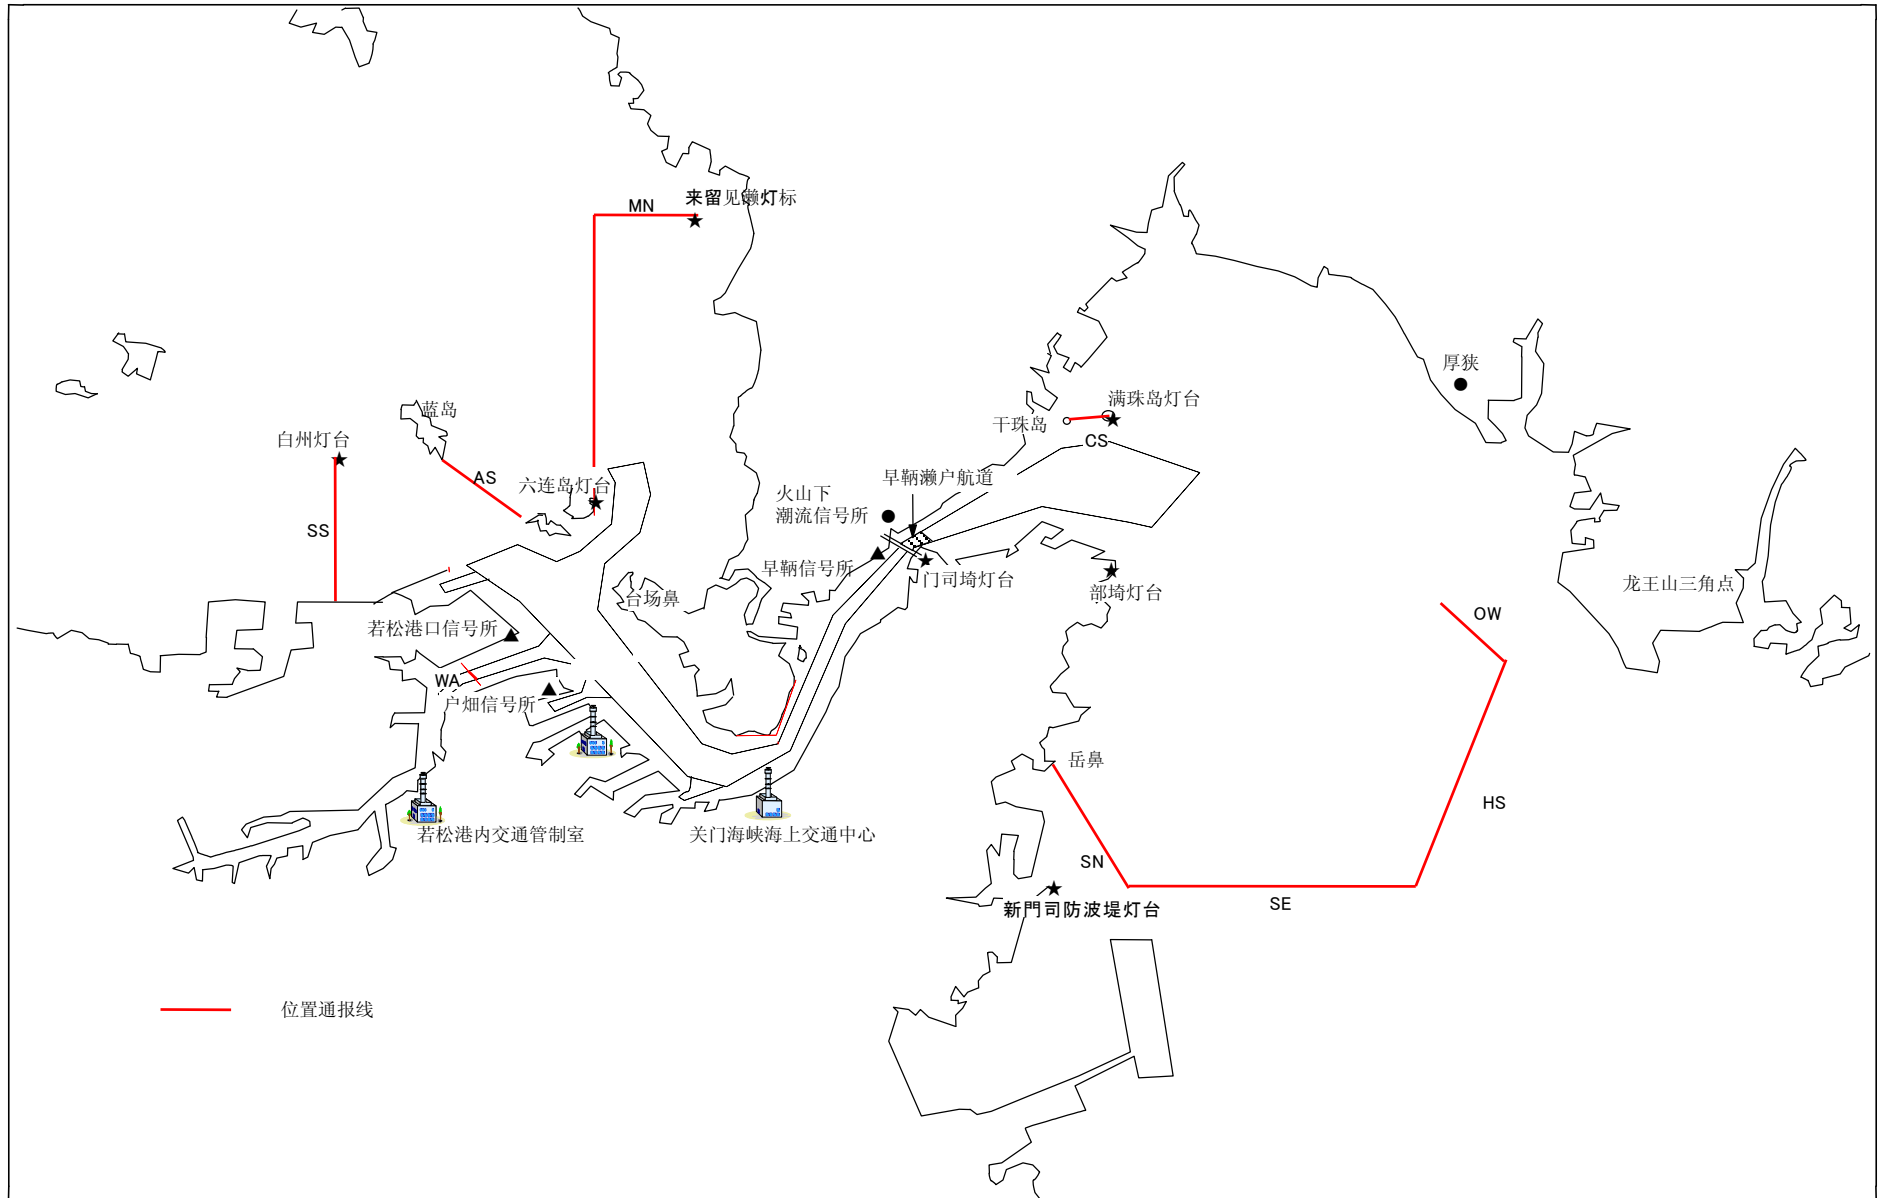 来留见濑灯标
MN
厚狭
满珠岛灯台
干珠岛
CS
蓝岛
白州灯台
AS
六连岛灯台
早鞆濑户航道
火山下
潮流信号所
SS
早鞆信号所
门司埼灯台
部埼灯台
龙王山三角点
台场鼻
OW
若松港口信号所
WA
户畑信号所
岳鼻
HS
若松港内交通管制室
关门海峡海上交通中心
SN
SE
新門司防波堤灯台
位置通报线